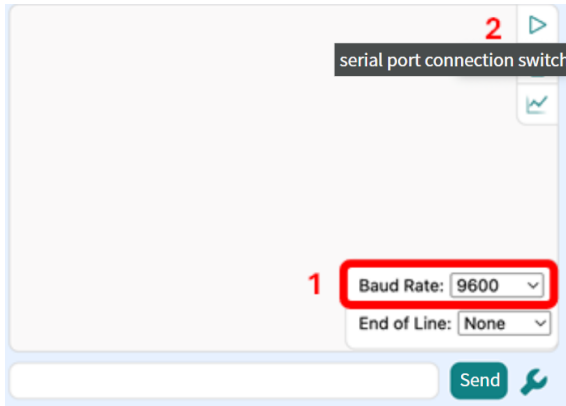 2
serial port connection switch
1
Baud Rate: 9600
End of Line: None
Send